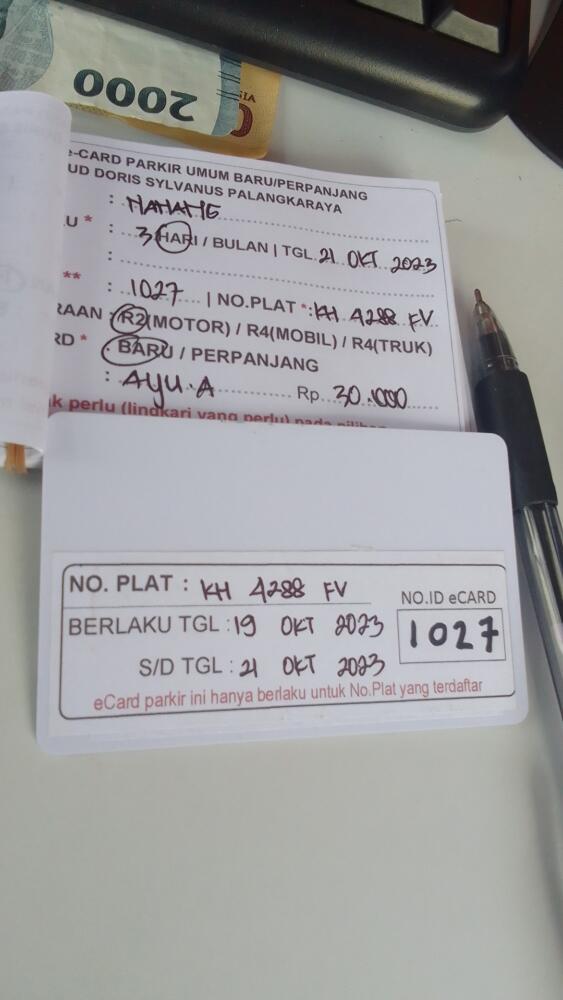 2000
e-CARD PARKIR UMUM BARU/PERPANJANG
UD DORIS SYLVANUS PALANGKARAYA
:
U * : 3 HARI / BULAN | TGL. 21 OKT 2023
:
** : 1027 | NO.PLAT *: KH 4288 FV
RAAN : R2(MOTOR) / R4(MOBIL) / R4(TRUK)
RD * : BARU / PERPANJANG
: AYU.A Rp. 30.000
k perlu (lingkari yang perlu) pada
NO. PLAT : KH 4288 FV
NO.ID eCARD
1027
BERLAKU TGL : 19 OKT 2023
S/D TGL : 21 OKT 2023
eCard parkir ini hanya berlaku untuk No.Plat yang terdaftar